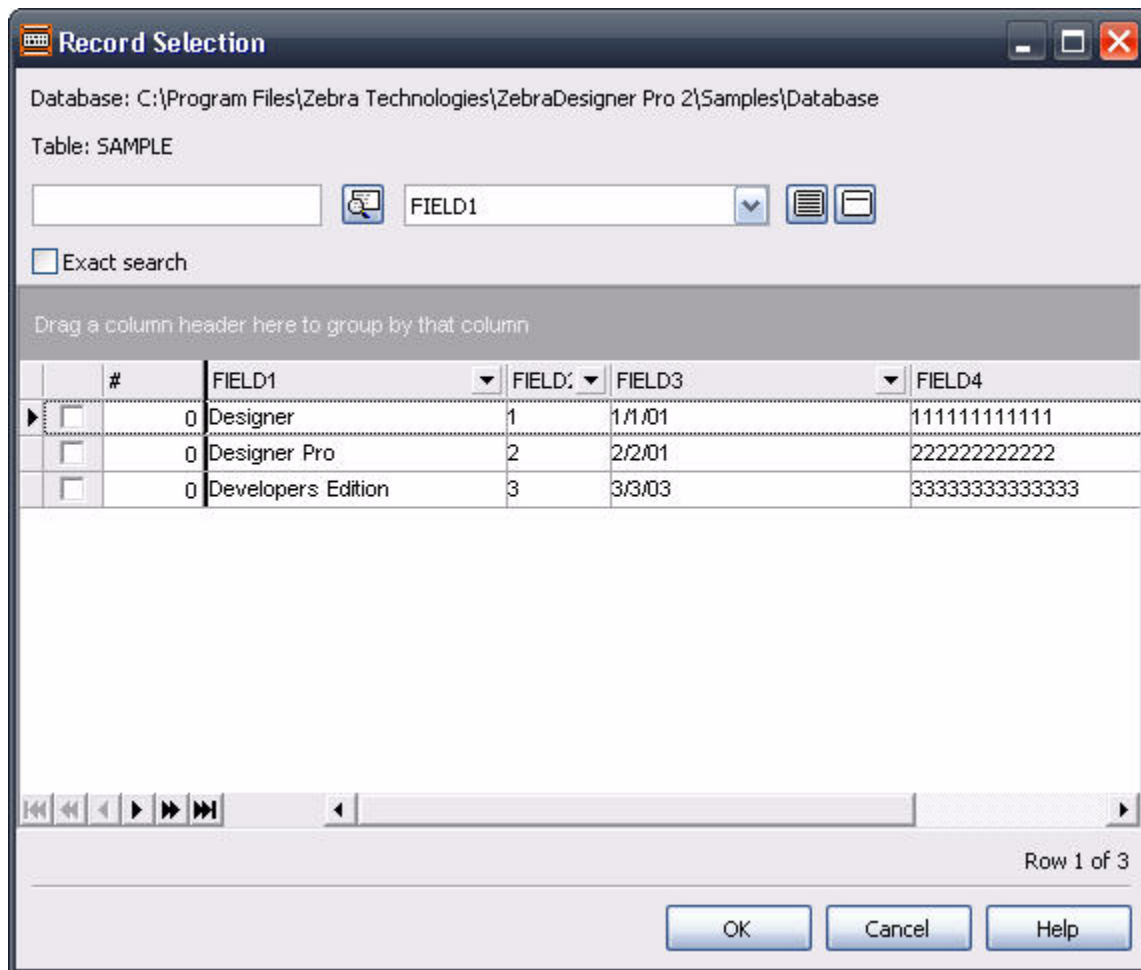 Record Selection
Database: C:\Program Files\Zebra Technologies\ZebraDesigner Pro 2\Samples\Database
Table: SAMPLE
FIELD1
Exact search
Drag a column header here to group by that column
# FIELD1 FIELD: FIELD3 FIELD4
0 Designer 1 1/1/01 111111111111
0 Designer Pro 2 2/2/01 222222222222
0 Developers Edition 3 3/3/03 33333333333333
Row 1 of 3
OK Cancel Help